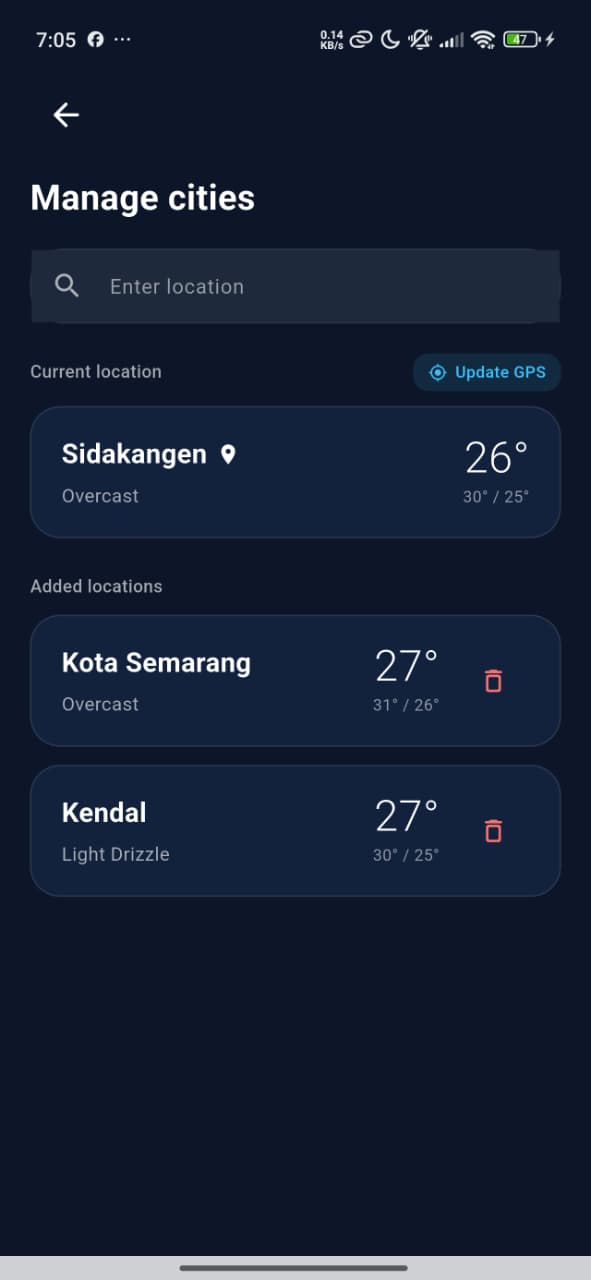 7:05 ...
0.14
KB/s
47
Manage cities
Enter location
Current location
Update GPS
Sidakangen
26°
Overcast
30° / 25°
Added locations
Kota Semarang
27°
Overcast
31° / 26°
Kendal
27°
Light Drizzle
30° / 25°